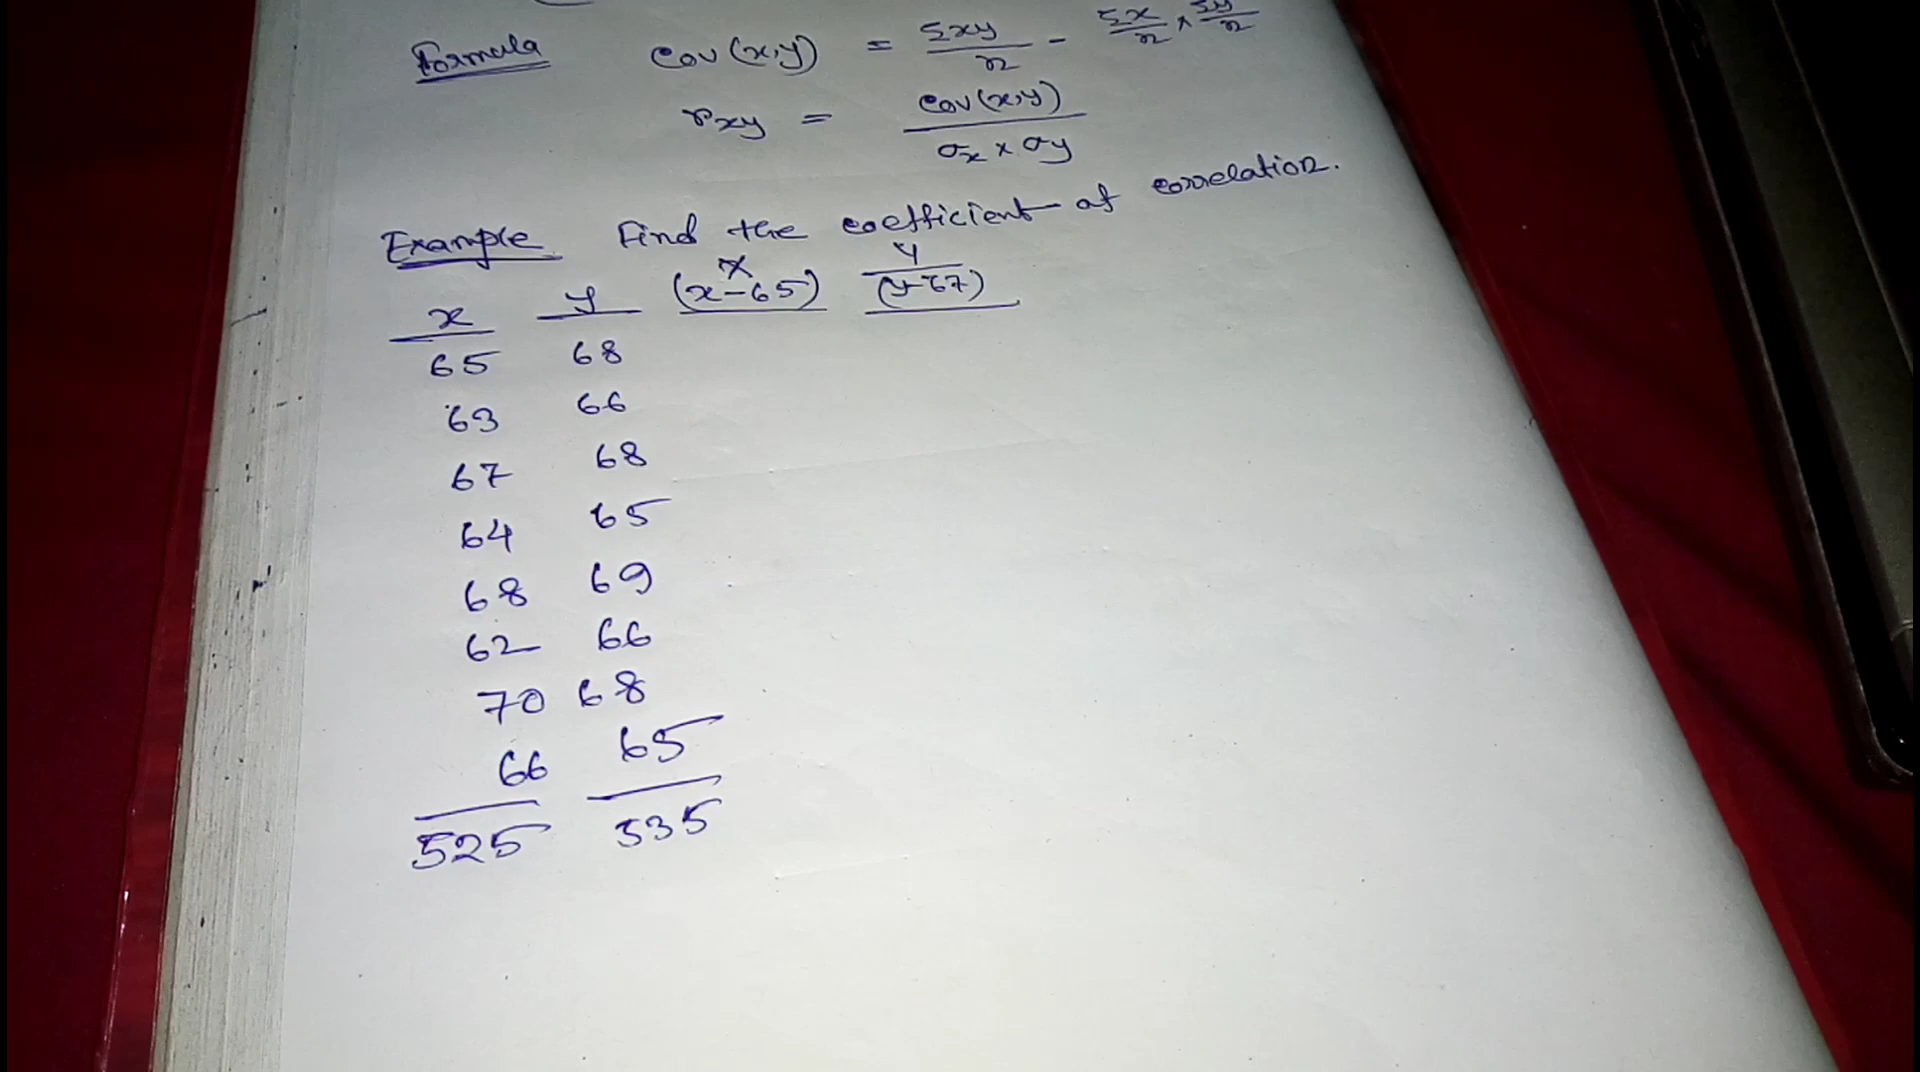 Formula cov (x,y) = Σxy/n - Σx/n × Σy/n
rxy = cov(x,y)/σx × σy
Example Find the coefficient of correlation.
x y X (x-65) Y (y-67)
65 68
63 66
67 68
64 65
68 69
62 66
70 68
66 65
525 535